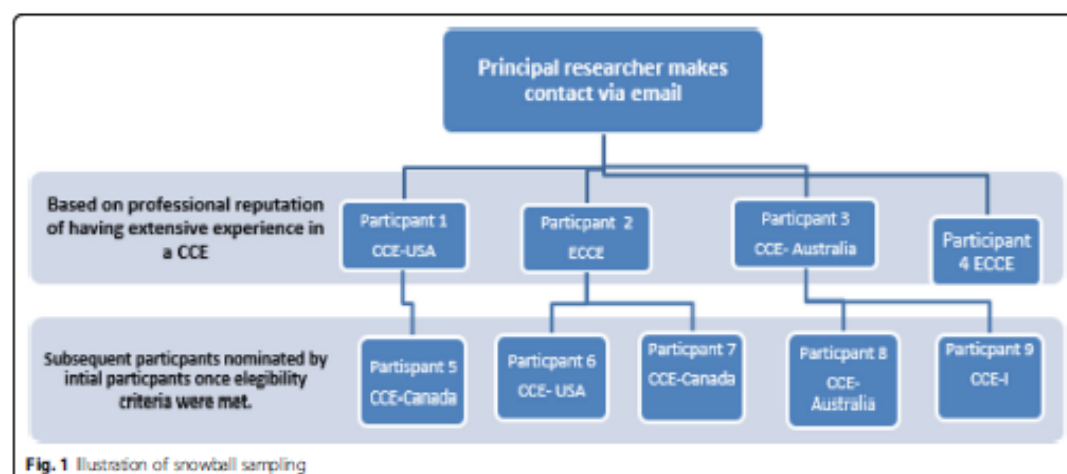 Principal researcher makes
contact via email
Based on professional reputation
of having extensive experience in
a CCE
Particpant 1
CCE-USA
Particpant 2
ECCE
Particpant 3
CCE- Australia
Participant
4 ECCE
Subsequent particpants nominated by
intial particpants once elegibility
criteria were met.
Partispant 5
CCE-Canada
Particpant 6
CCE- USA
Particpant 7
CCE-Canada
Particpant 8
CCE-
Australia
Particpant 9
CCE-I
Fig. 1 Illustration of snowball sampling